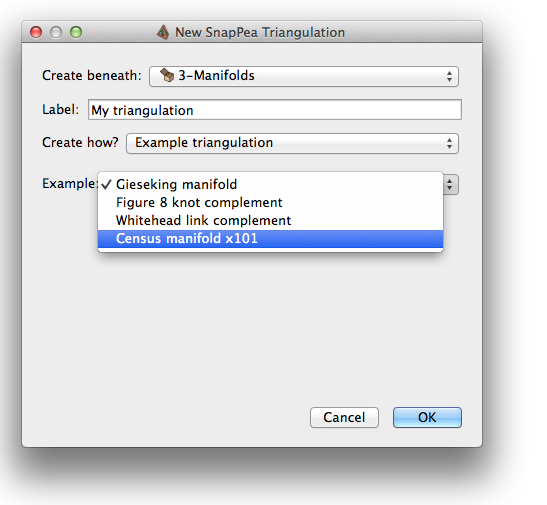 New SnapPea Triangulation
Create beneath: 3-Manifolds
Label: My triangulation
Create how? Example triangulation
Example: ✓ Gieseking manifold
Figure 8 knot complement
Whitehead link complement
Census manifold x101
Cancel OK